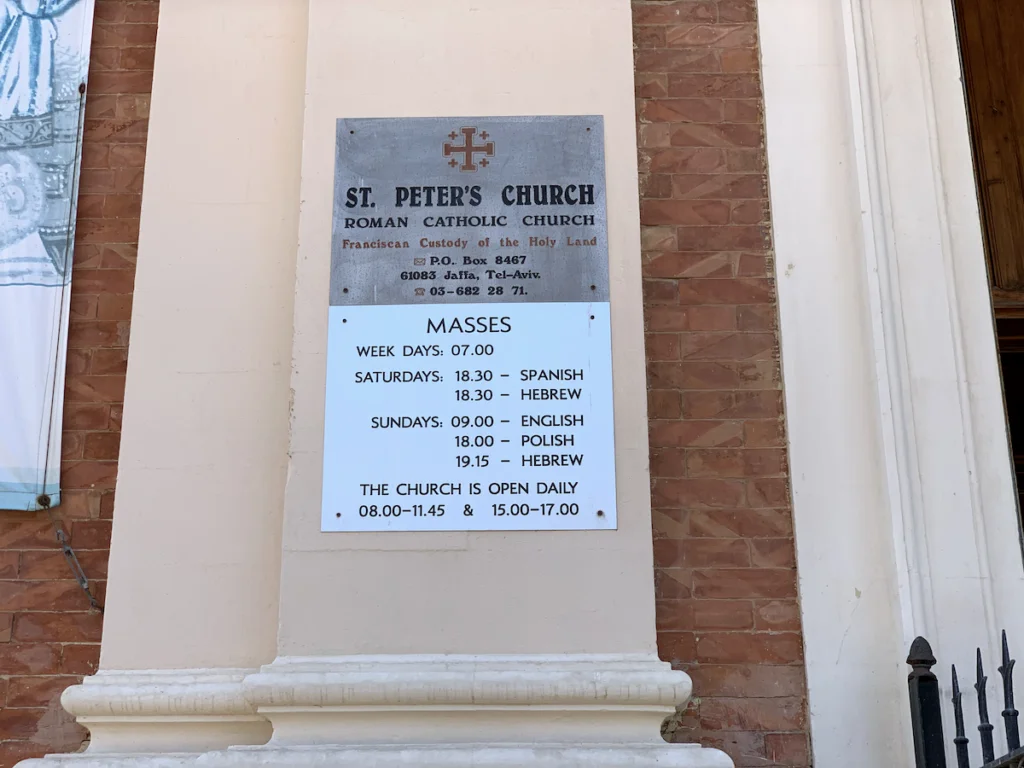 ST. PETER'S CHURCH
ROMAN CATHOLIC CHURCH
Franciscan Custody of the Holy Land
P.O. Box 8467
61083 Jaffa, Tel-Aviv.
03-682 28 71.
MASSES
WEEK DAYS: 07.00
SATURDAYS: 18.30 – SPANISH
18.30 – HEBREW
SUNDAYS: 09.00 – ENGLISH
18.00 – POLISH
19.15 – HEBREW
THE CHURCH IS OPEN DAILY
08.00–11.45 & 15.00–17.00